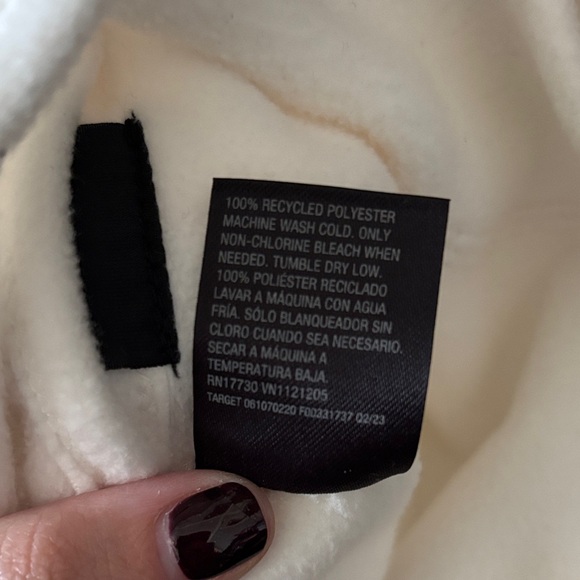 100% RECYCLED POLYESTER
MACHINE WASH COLD. ONLY
NON-CHLORINE BLEACH WHEN
NEEDED. TUMBLE DRY LOW.
100% POLIÉSTER RECICLADO
LAVAR A MÁQUINA CON AGUA
FRÍA. SÓLO BLANQUEADOR SIN
CLORO CUANDO SEA NECESARIO.
SECAR A MÁQUINA A
TEMPERATURA BAJA.
RN17730 VN1121205
TARGET 061070220 F00331737 02/23